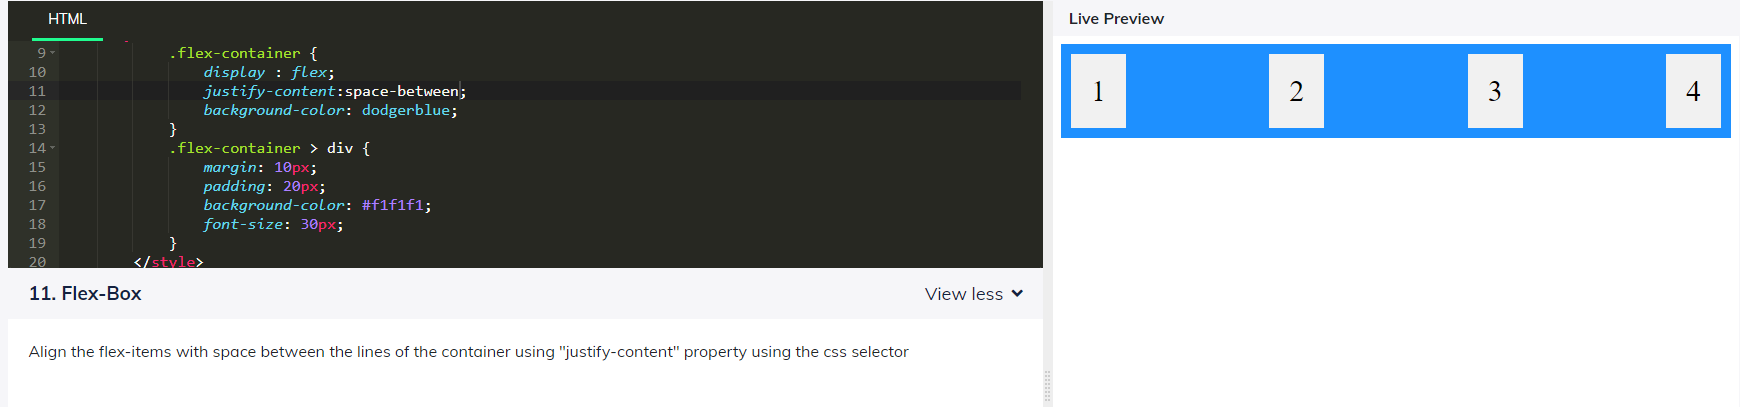 HTML
9 .flex-container {
10 display : flex;
11 justify-content:space-between;
12 background-color: dodgerblue;
13 }
14 .flex-container > div {
15 margin: 10px;
16 padding: 20px;
17 background-color: #f1f1f1;
18 font-size: 30px;
19 }
20 </style>
11. Flex-Box
View less
Align the flex-items with space between the lines of the container using "justify-content" property using the css selector
Live Preview
1 2 3 4